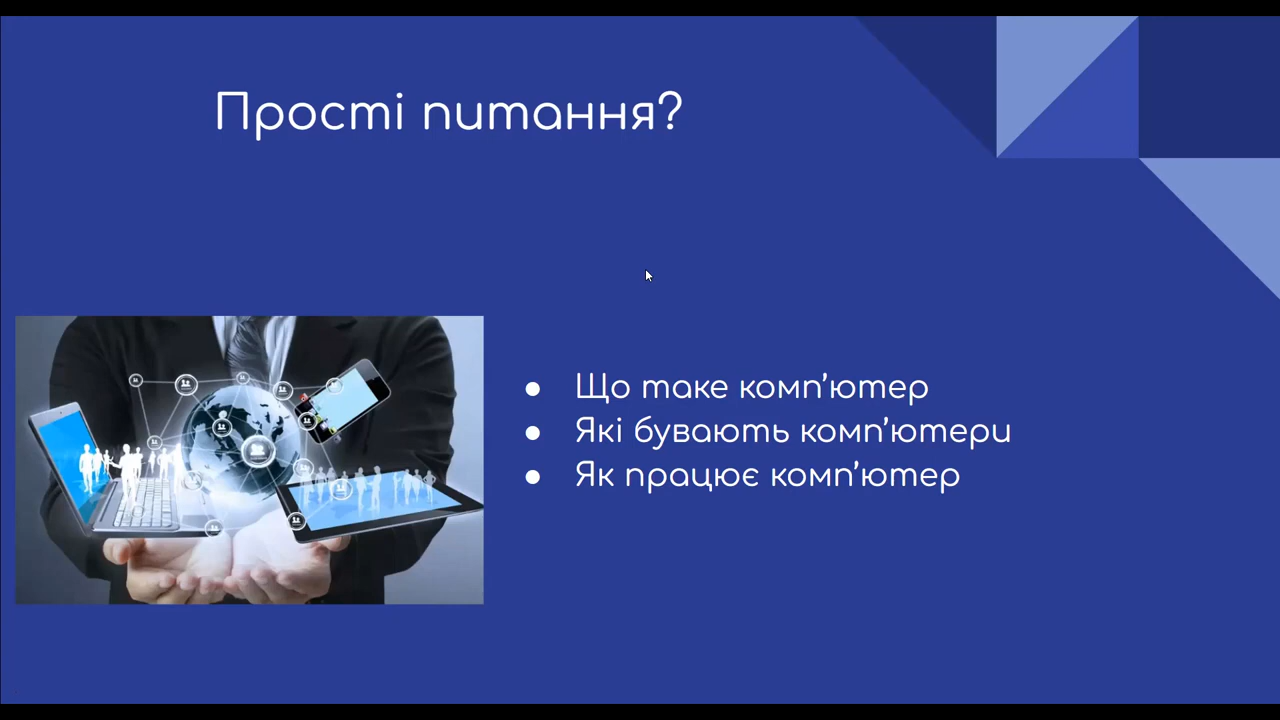 Прості питання?
● Що таке комп’ютер
● Які бувають комп’ютери
● Як працює комп’ютер